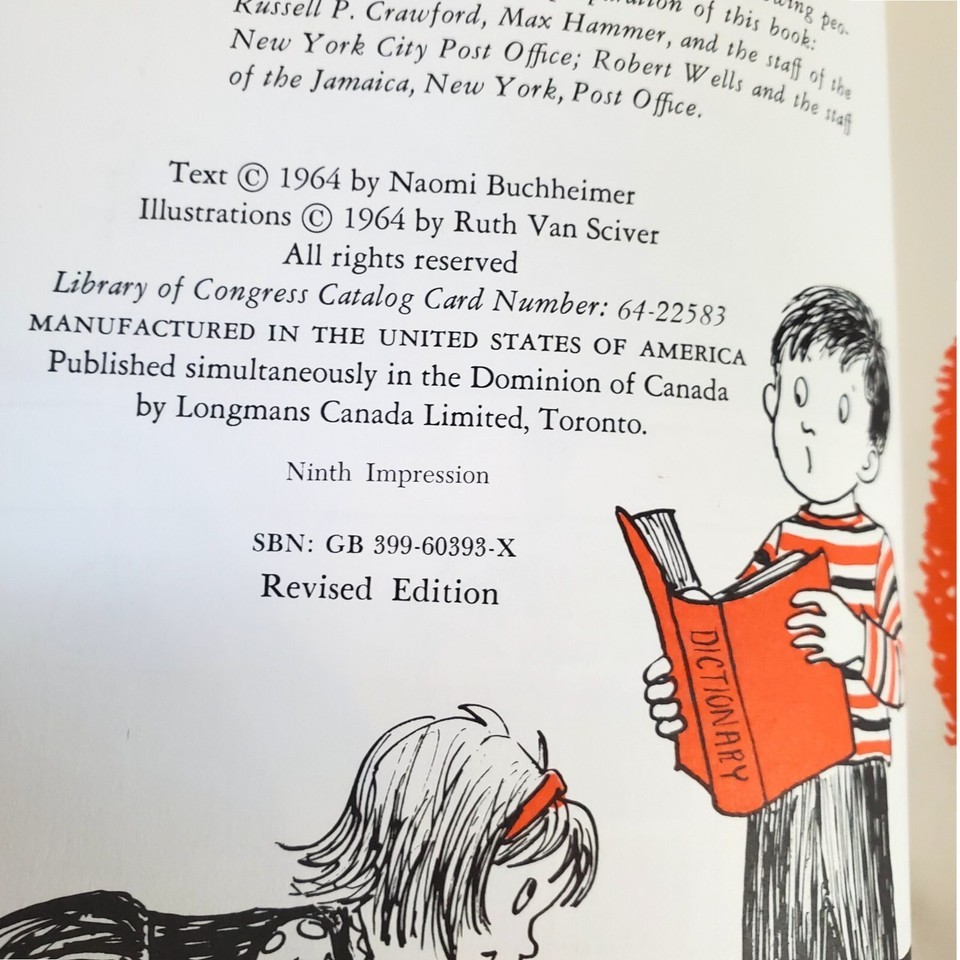 of this book:
Russell P. Crawford, Max Hammer, and the staff of the
New York City Post Office; Robert Wells and the staff
of the Jamaica, New York, Post Office.
Text © 1964 by Naomi Buchheimer
Illustrations © 1964 by Ruth Van Sciver
All rights reserved
Library of Congress Catalog Card Number: 64-22583
MANUFACTURED IN THE UNITED STATES OF AMERICA
Published simultaneously in the Dominion of Canada
by Longmans Canada Limited, Toronto.
Ninth Impression
SBN: GB 399-60393-X
Revised Edition
DICTIONARY